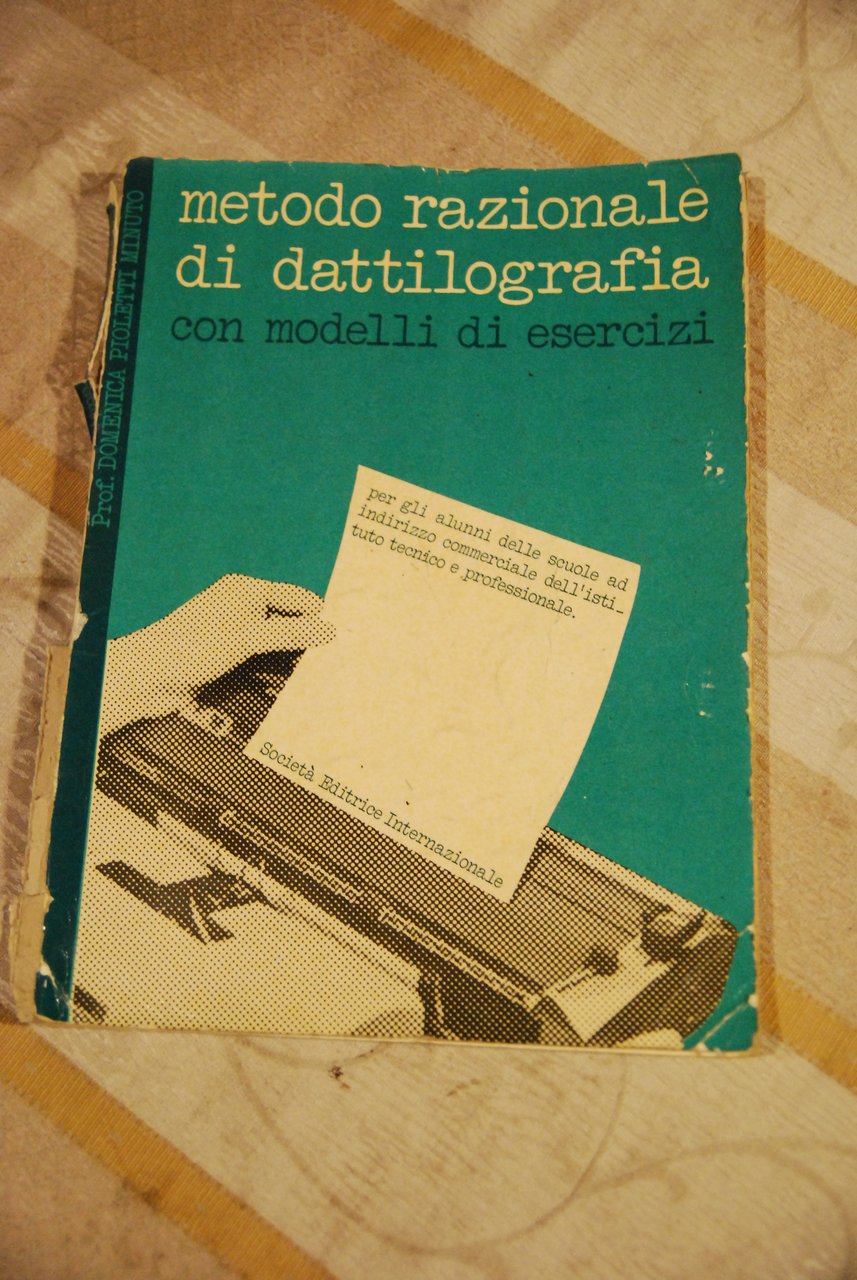 metodo razionale
di dattilografia
con modelli di esercizi
Prof. DOMENICA PIOLETTI MINUTO
per gli alunni delle scuole ad
indirizzo commerciale dell'isti_
tuto tecnico e professionale.
Società Editrice Internazionale